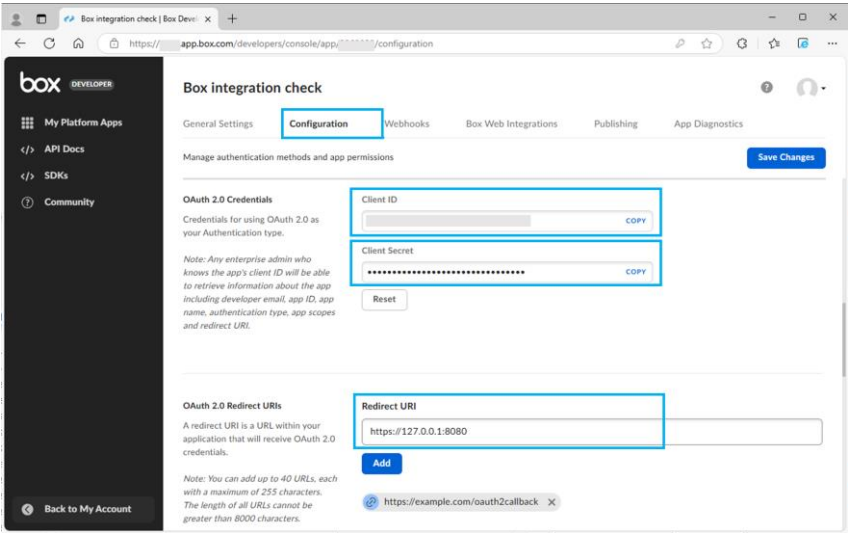 Box integration check | Box Devel
https:// app.box.com/developers/console/app/ /configuration
box DEVELOPER
My Platform Apps
API Docs
SDKs
Community
Back to My Account
Box integration check
General Settings Configuration Webhooks Box Web Integrations Publishing App Diagnostics
Manage authentication methods and app permissions
Save Changes
OAuth 2.0 Credentials
Credentials for using OAuth 2.0 as
your Authentication type.
Note: Any enterprise admin who
knows the app's client ID will be able
to retrieve information about the app
including developer email, app ID, app
name, authentication type, app scopes
and redirect URI.
Client ID
COPY
Client Secret
••••••••••••••••••••••••••••••••
COPY
Reset
OAuth 2.0 Redirect URIs
A redirect URI is a URL within your
application that will receive OAuth 2.0
credentials.
Note: You can add up to 40 URLs, each
with a maximum of 255 characters.
The length of all URLs cannot be
greater than 8000 characters.
Redirect URI
https://127.0.0.1:8080
Add
https://example.com/oauth2callback